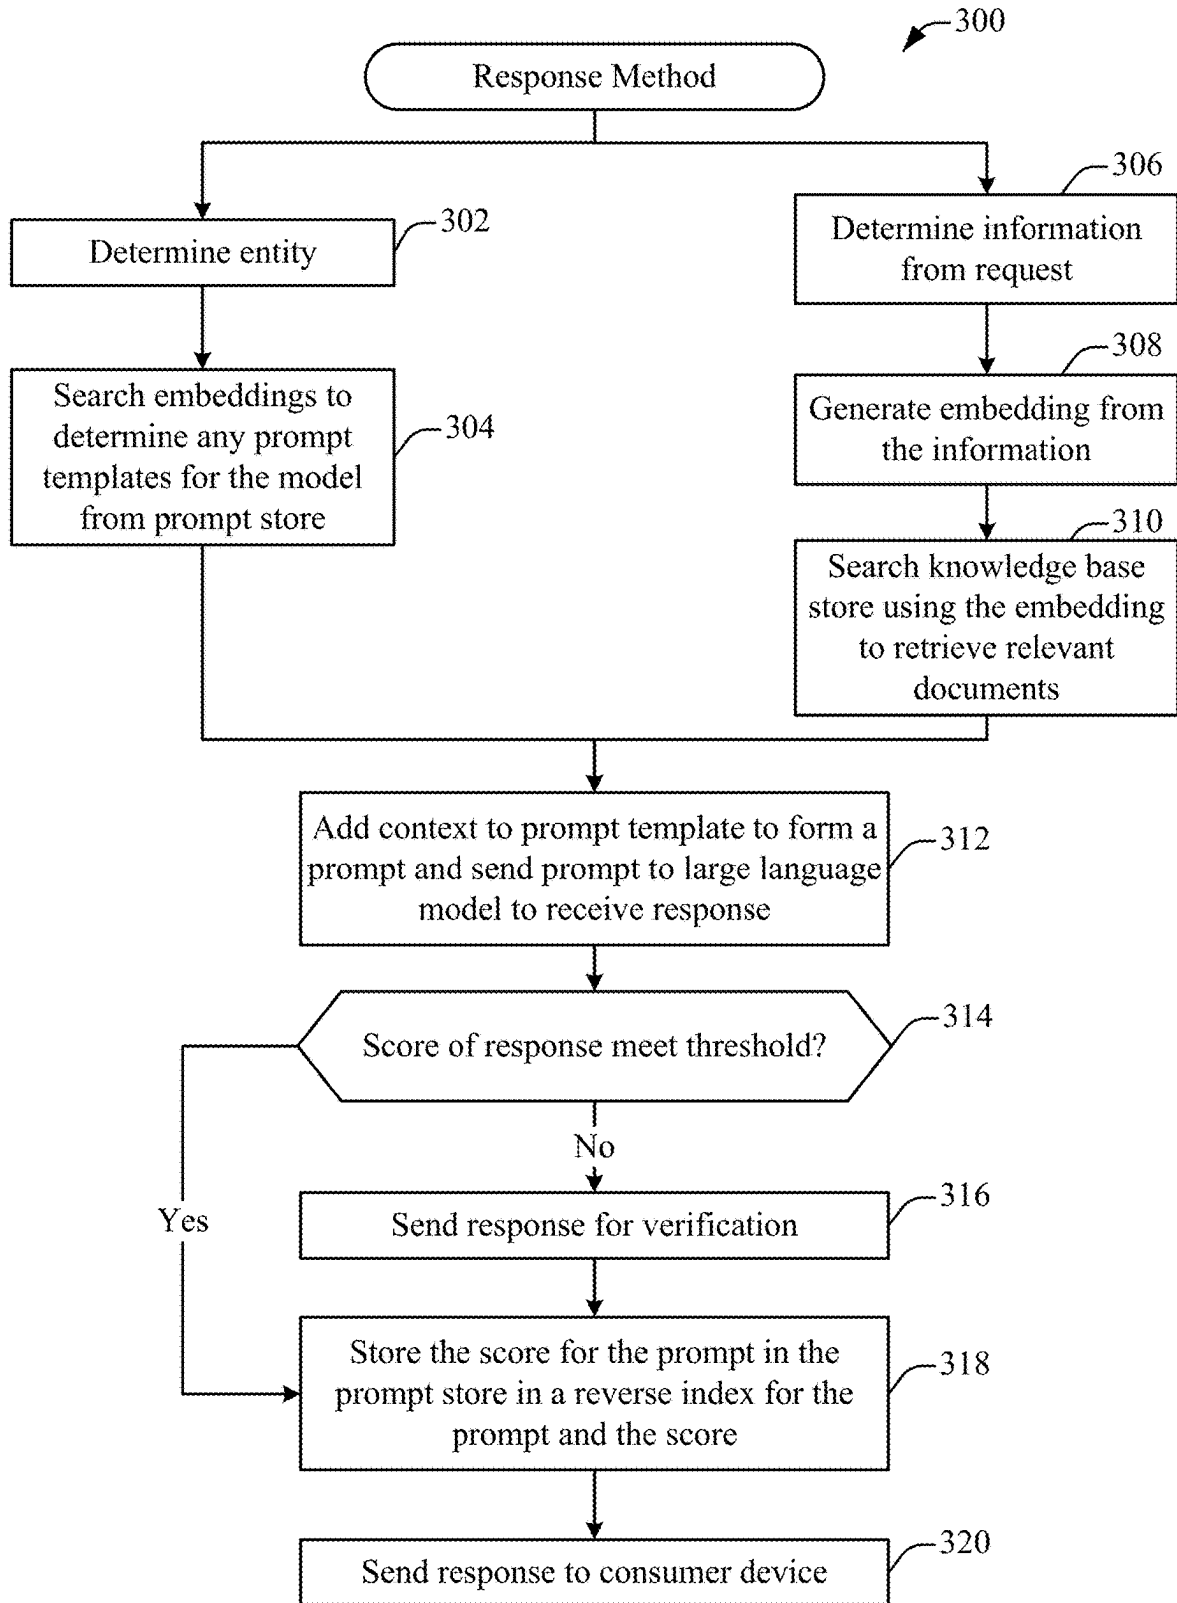 300
Response Method
302
Determine entity
304
Search embeddings to
determine any prompt
templates for the model
from prompt store
306
Determine information
from request
308
Generate embedding from
the information
310
Search knowledge base
store using the embedding
to retrieve relevant
documents
312
Add context to prompt template to form a
prompt and send prompt to large language
model to receive response
314
Score of response meet threshold?
No
Yes
316
Send response for verification
318
Store the score for the prompt in the
prompt store in a reverse index for the
prompt and the score
320
Send response to consumer device